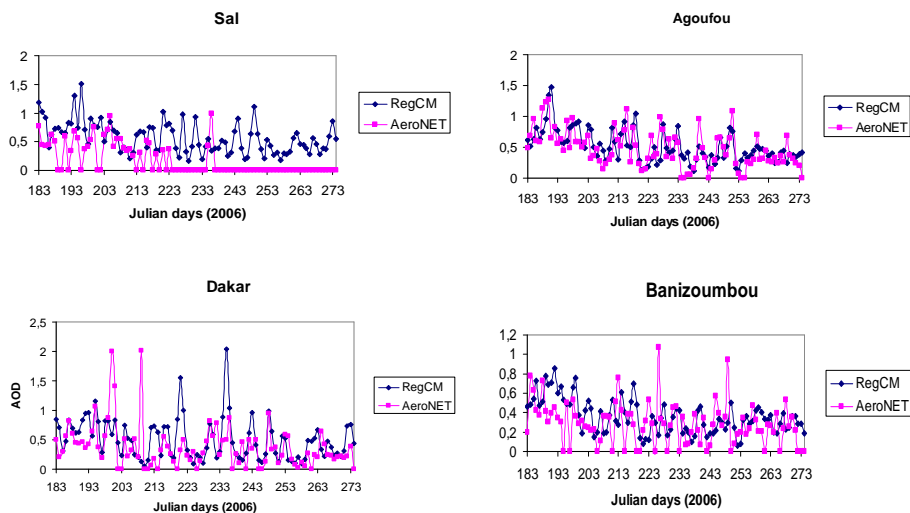 Sal
2
1,5
1
0,5
0
183 193 203 213 223 233 243 253 263 273
Julian days (2006)
RegCM
AeroNET
Agoufou
2
1,5
1
0,5
0
183 193 203 213 223 233 243 253 263 273
Julian days (2006)
RegCM
AeroNET
Dakar
AOD
2,5
2
1,5
1
0,5
0
183 193 203 213 223 233 243 253 263 273
Julian days (2006)
RegCM
AeroNET
Banizoumbou
1,2
1
0,8
0,6
0,4
0,2
0
183 193 203 213 223 233 243 253 263 273
Julian days (2006)
RegCM
AeroNET